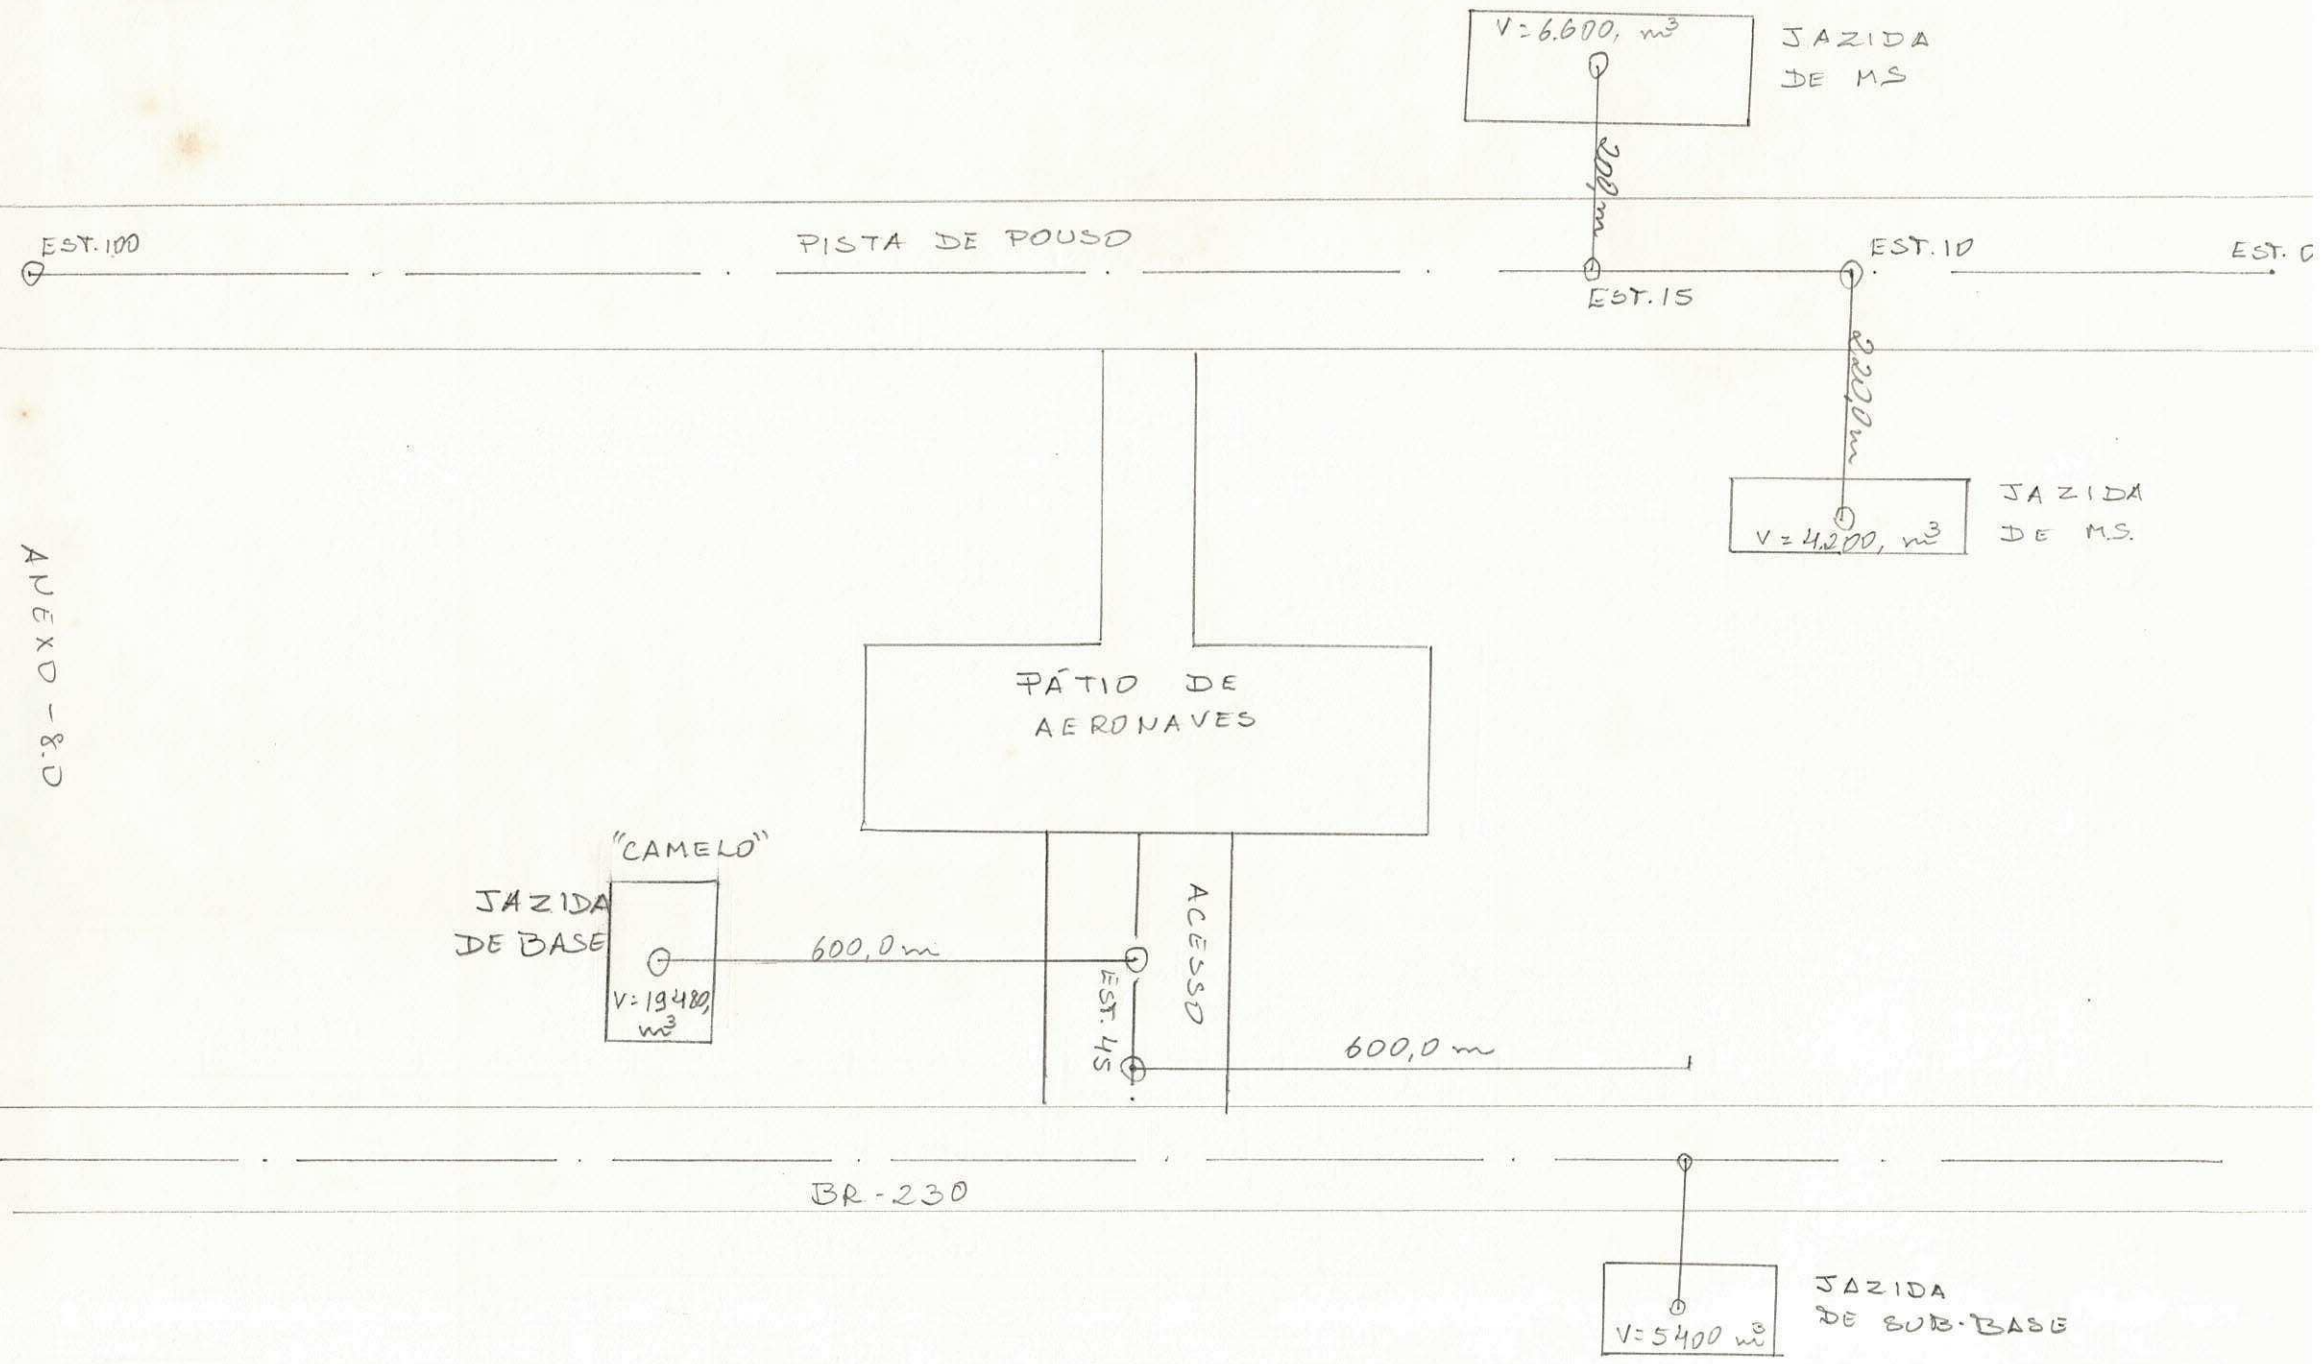 V=6.600, m³
JAZIDA
DE MS
200,m
EST.100
PISTA DE POUSO
EST.15
EST.10
EST. 0
220,0m
JAZIDA
DE M.S.
V=4.200, m³
ANEXO - 8.0
PÁTIO DE
AERONAVES
"CAMELO"
JAZIDA
DE BASE
V=19480,
m³
600,0 m
EST. 45
ACESSO
600,0 m
BR-230
JAZIDA
DE SUB-BASE
V=5400 m³